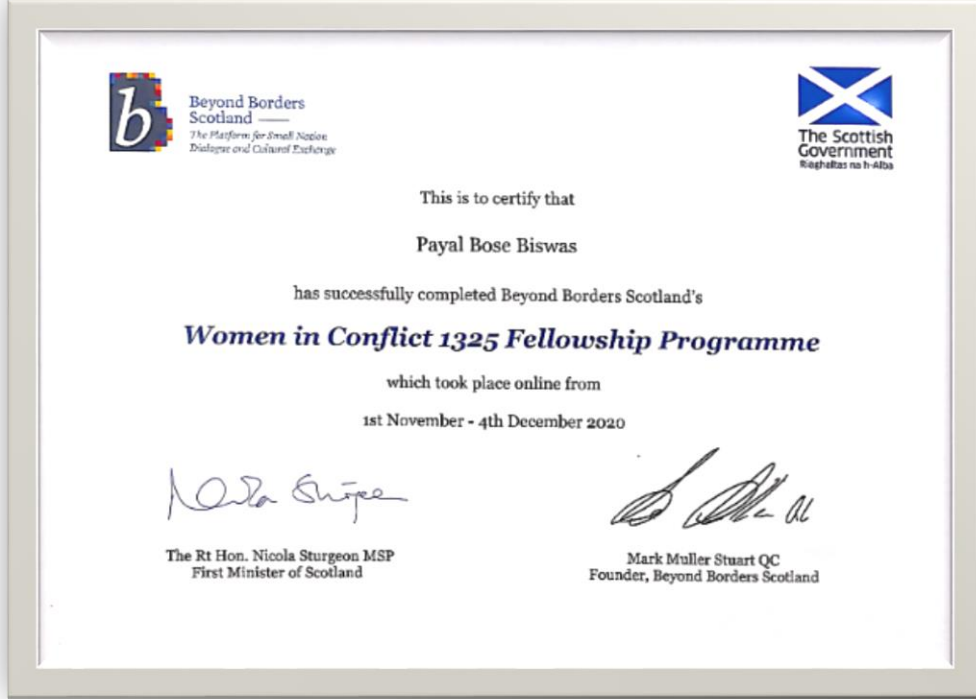 b
Beyond Borders
Scotland
The Platform for Small Nation
Dialogue and Cultural Exchange
The Scottish
Government
Riaghaltas na h-Alba
This is to certify that
Payal Bose Biswas
has successfully completed Beyond Borders Scotland's
Women in Conflict 1325 Fellowship Programme
which took place online from
1st November - 4th December 2020
The Rt Hon. Nicola Sturgeon MSP
First Minister of Scotland
Mark Muller Stuart QC
Founder, Beyond Borders Scotland